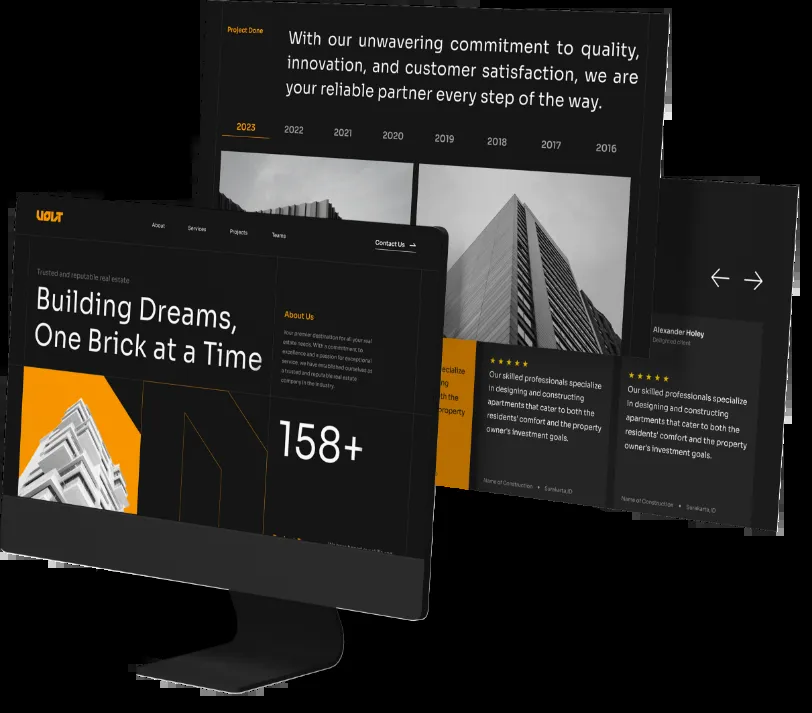 Project Done
With our unwavering commitment to quality,
innovation, and customer satisfaction, we are
your reliable partner every step of the way.
2023 2022 2021 2020 2019 2018 2017 2016
VOLT
About Services Projects Teams
Contact Us →
Trusted and reputable real estate
Building Dreams,
One Brick at a Time
About Us
Your premier destination for all your real
estate needs. With a commitment to
excellence and a passion for exceptional
service, we have established ourselves as
a trusted and reputable real estate
company in the industry.
158+
ecialize
property
★★★★★
Our skilled professionals specialize
in designing and constructing
apartments that cater to both the
residents' comfort and the property
owner's investment goals.
Name of Construction • Surakarta,ID
← →
Alexander Holey
Delighted client
★★★★★
Our skilled professionals specialize
in designing and constructing
apartments that cater to both the
residents' comfort and the property
owner's investment goals.
Name of Construction • Surakarta,ID